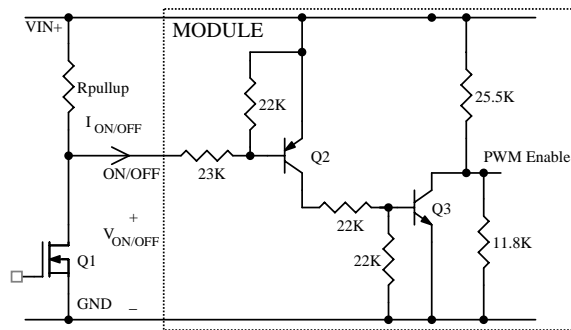 VIN+
MODULE
Rpullup
22K
25.5K
I ON/OFF
Q2
PWM Enable
ON/OFF
23K
Q3
+
V ON/OFF
22K
22K
11.8K
Q1
GND
–